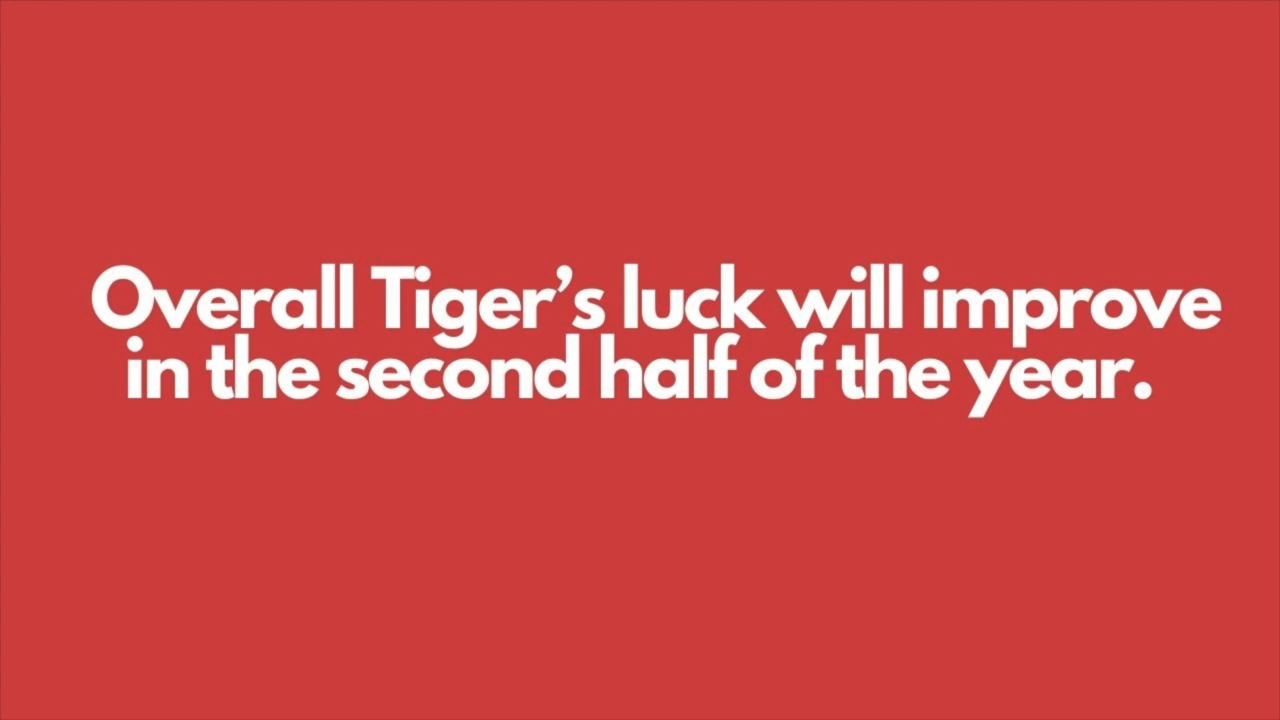 Overall Tiger’s luck will improve
in the second half of the year.